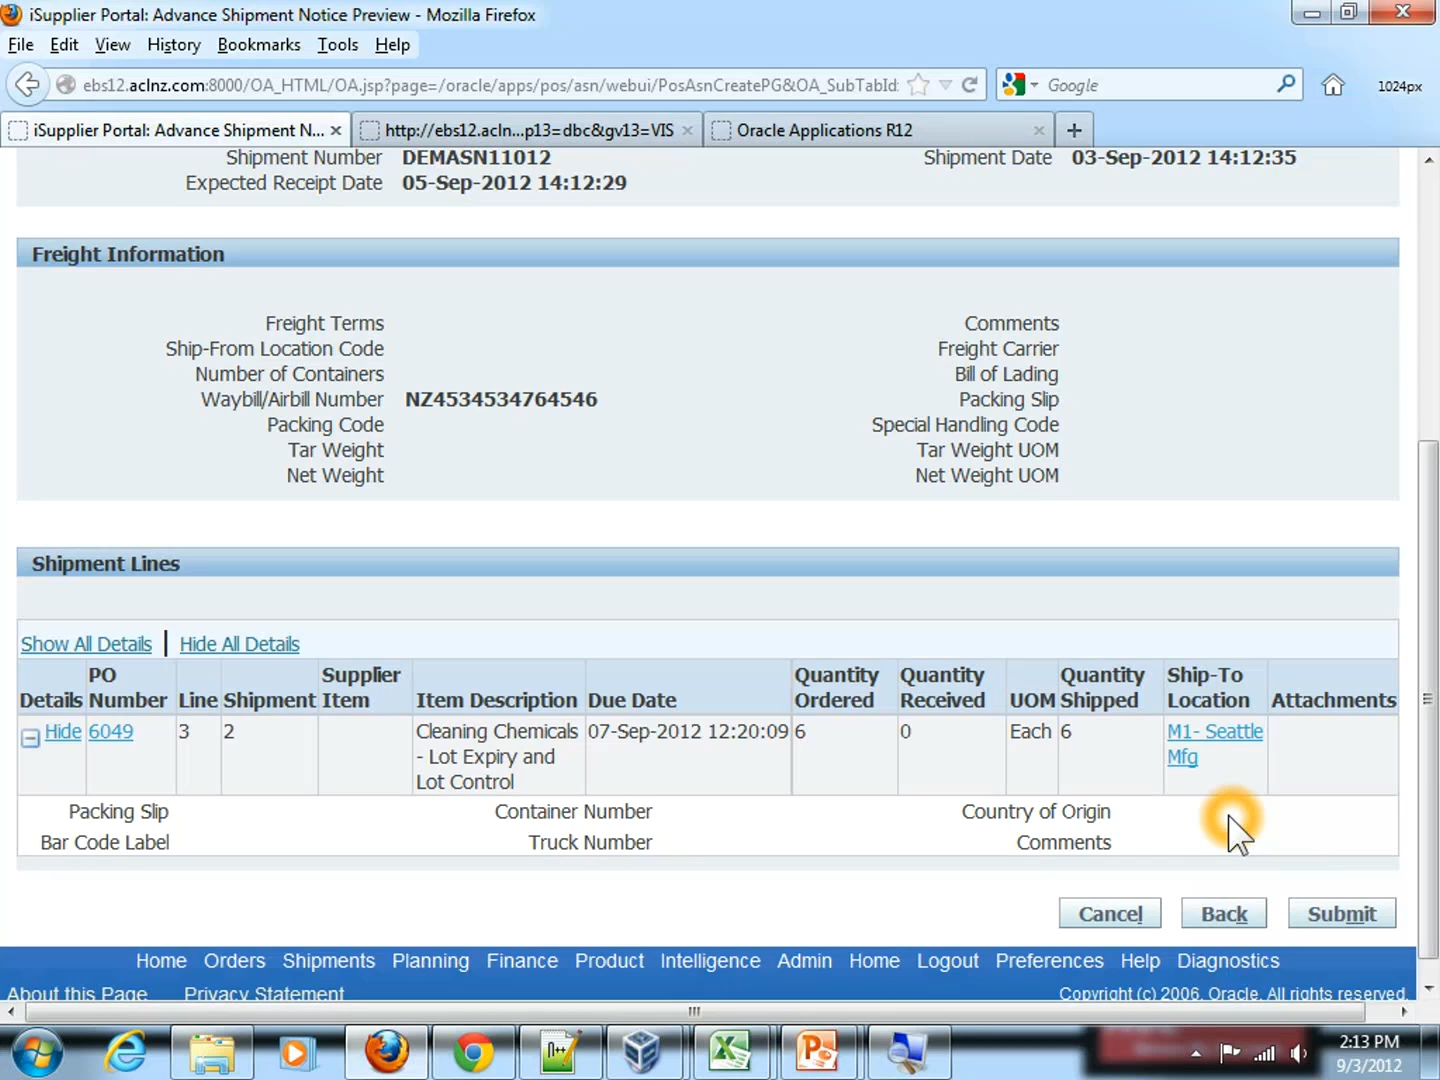 iSupplier Portal: Advance Shipment Notice Preview - Mozilla Firefox
File Edit View History Bookmarks Tools Help
ebs12.aclnz.com:8000/OA_HTML/OA.jsp?page=/oracle/apps/pos/asn/webui/PosAsnCreatePG&OA_SubTabId: Google 1024px
iSupplier Portal: Advance Shipment N... http://ebs12.acln...p13=dbc&gv13=VIS Oracle Applications R12
Shipment Number DEMASN11012 Shipment Date 03-Sep-2012 14:12:35
Expected Receipt Date 05-Sep-2012 14:12:29
Freight Information
Freight Terms Comments
Ship-From Location Code Freight Carrier
Number of Containers Bill of Lading
Waybill/Airbill Number NZ4534534764546 Packing Slip
Packing Code Special Handling Code
Tar Weight Tar Weight UOM
Net Weight Net Weight UOM
Shipment Lines
Show All Details | Hide All Details
PO Supplier Quantity Quantity Quantity Ship-To
Details Number Line Shipment Item Item Description Due Date Ordered Received UOM Shipped Location Attachments
Hide 6049 3 2 Cleaning Chemicals 07-Sep-2012 12:20:09 6 0 Each 6 M1- Seattle
- Lot Expiry and Mfg
Lot Control
Packing Slip Container Number Country of Origin
Bar Code Label Truck Number Comments
Cancel Back Submit
Home Orders Shipments Planning Finance Product Intelligence Admin Home Logout Preferences Help Diagnostics
About this Page Privacy Statement Copyright (c) 2006, Oracle. All rights reserved.
2:13 PM
9/3/2012